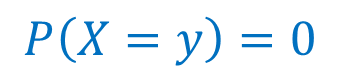 P(X = y) = 0